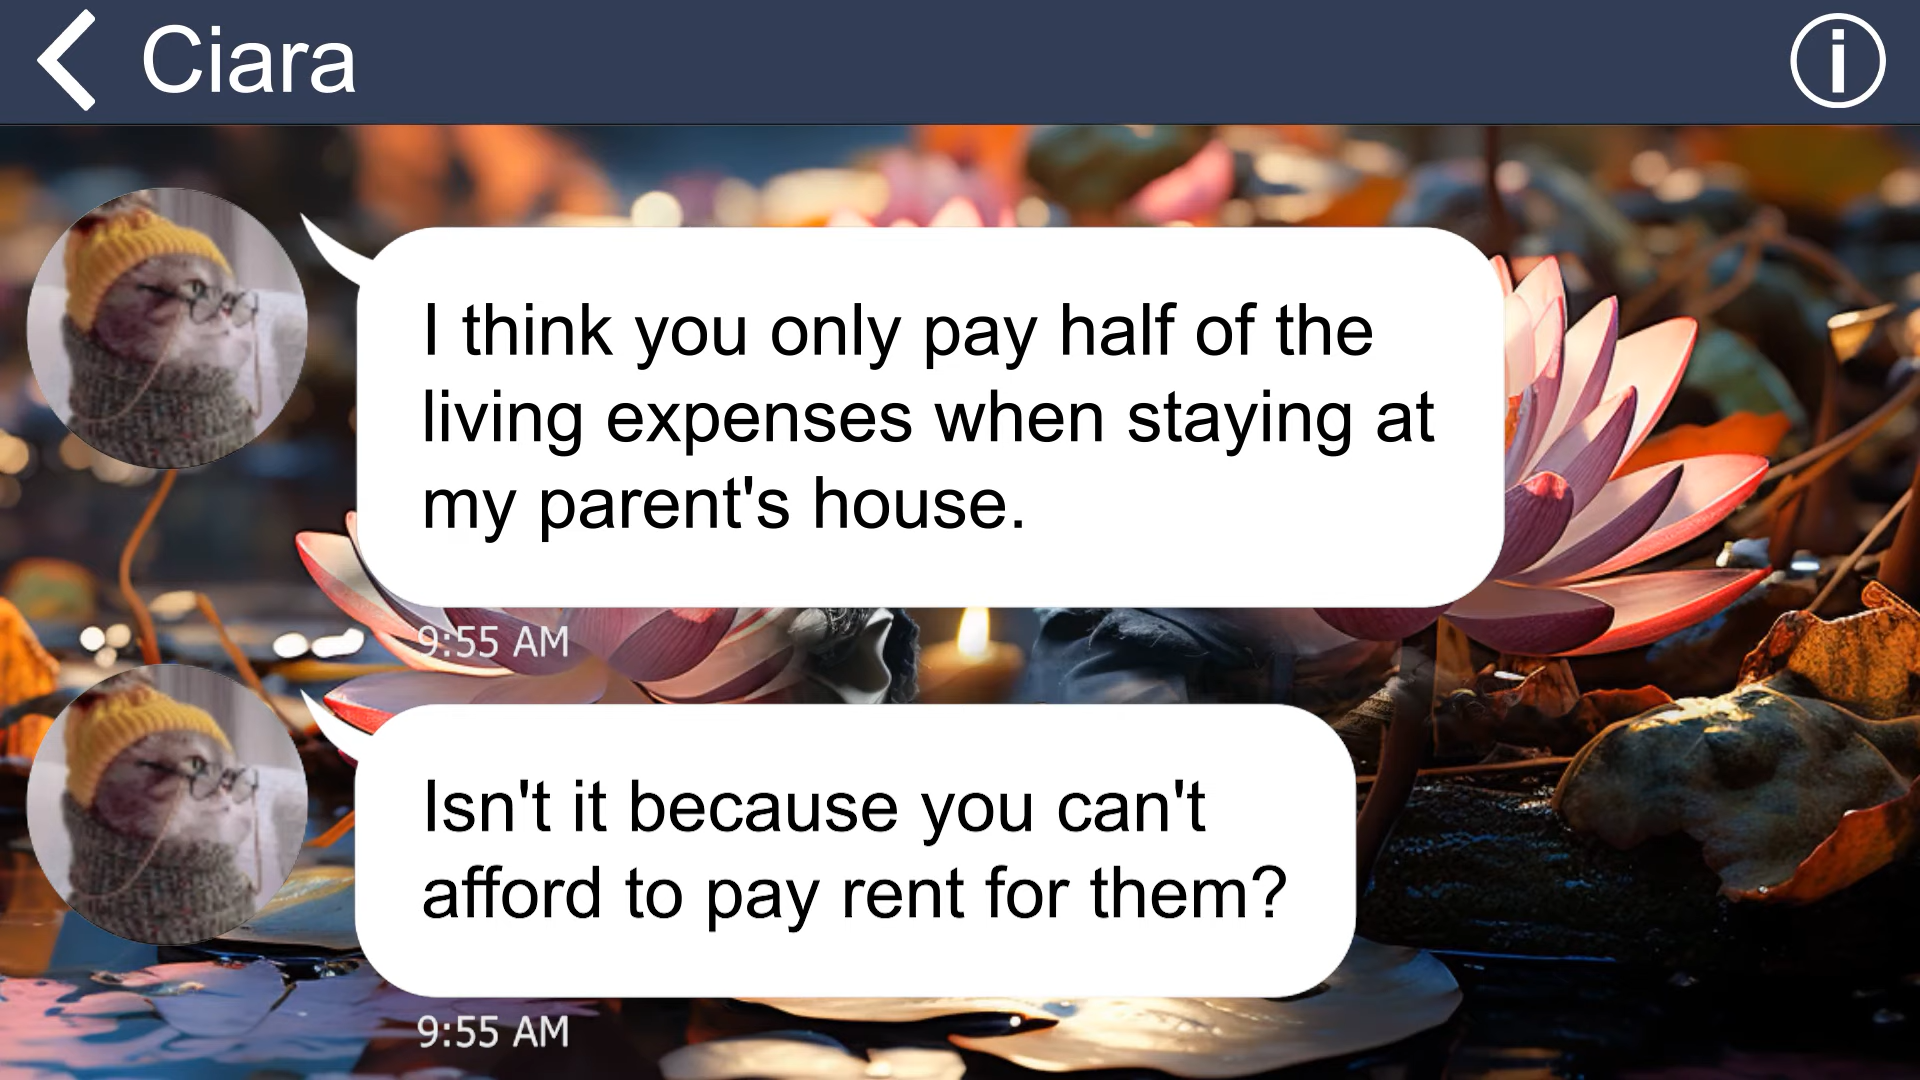 Ciara
I think you only pay half of the
living expenses when staying at
my parent's house.
9:55 AM
Isn't it because you can't
afford to pay rent for them?
9:55 AM